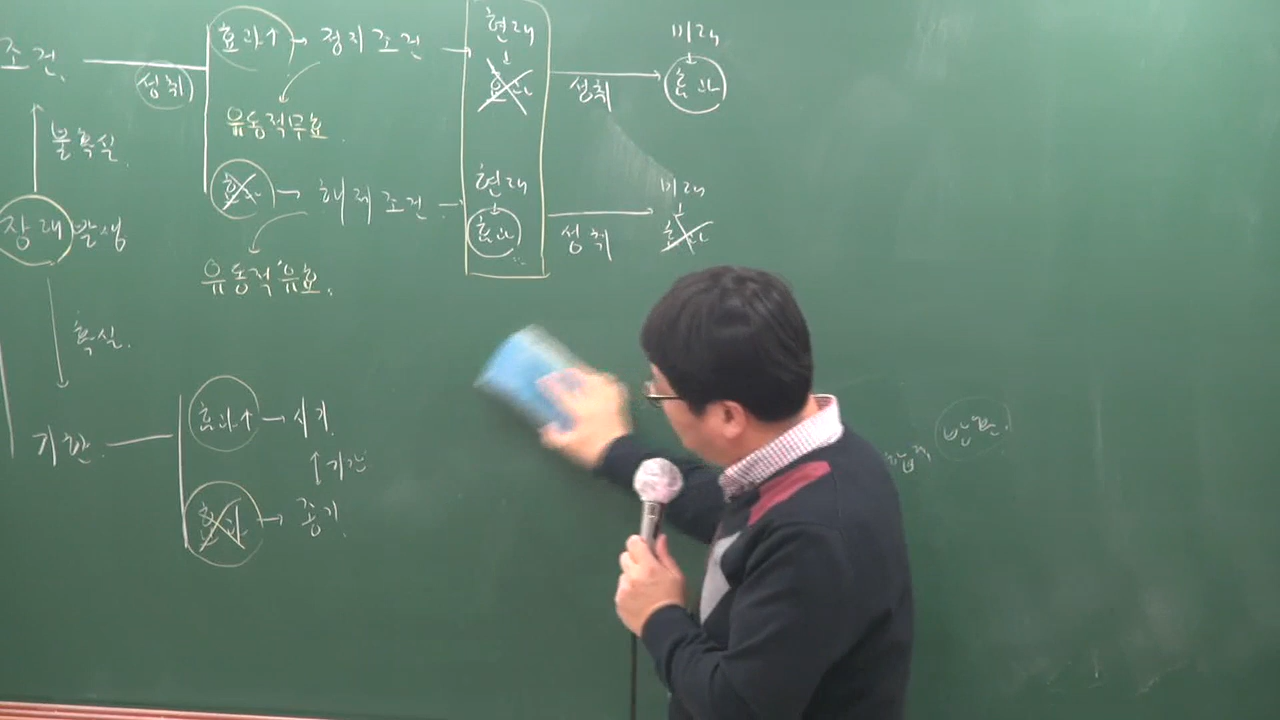 조건. 성취 효과↑ → 정지조건 → 현재 효과 성취 → 미래 효과
유동적무효.
불확실.
효과 → 해제조건 → 현재 효과 성취 → 미래 효과
장래 발생
유동적 유효.
확실.
기한. 효과↑ → 시기.
↑기간
효과 → 종기.